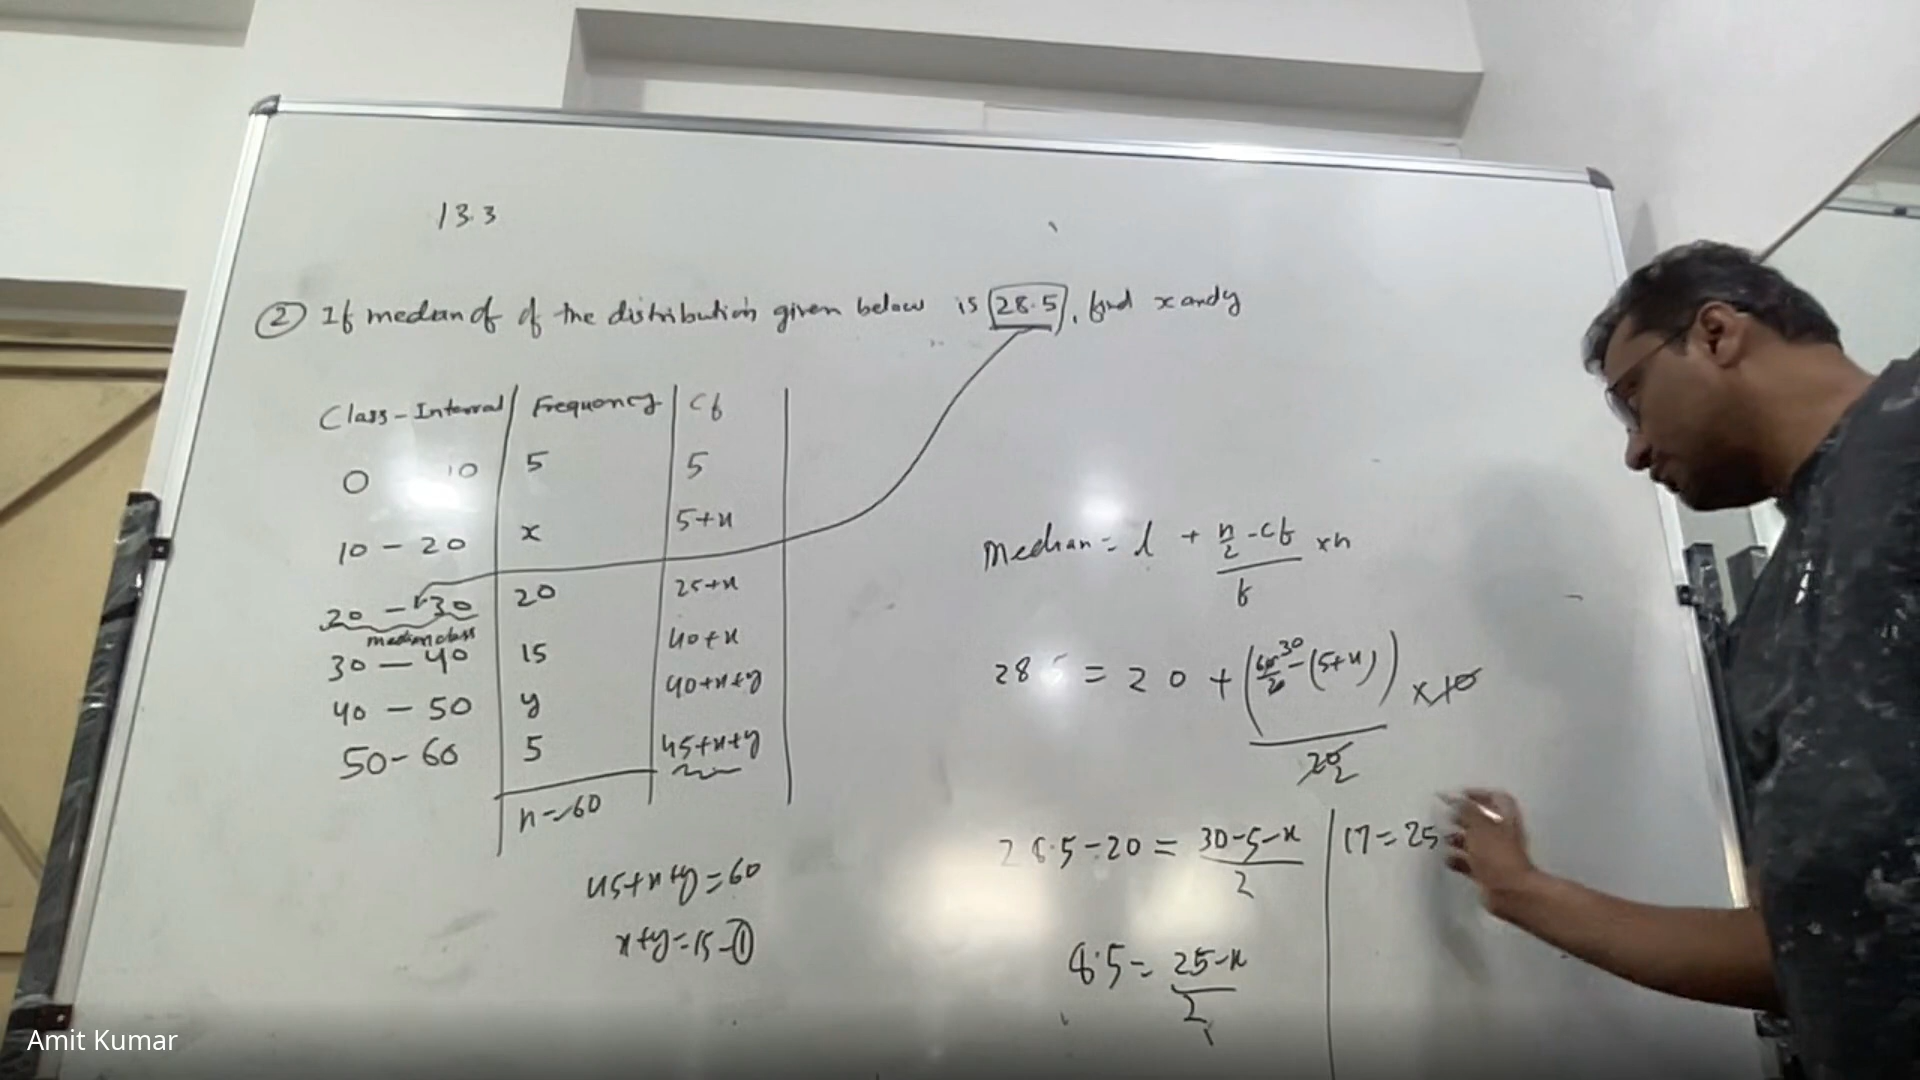 13.3
② If median of of the distribution given below is 28.5, find x and y
Class-Interval Frequency Cf
0 10 5 5
10 - 20 x 5+x
20 - 30 20 25+x
median class
30 - 40 15 40+x
40 - 50 y 40+x+y
50-60 5 45+x+y
n=60
45+x+y=60
x+y=15-①
Median = l + n/2 - cf / f ×h
28.5 = 20 + (60/2 30 - (5+x)) / 20 2 ×10
28.5-20 = 30-5-x / 2
17=25
8.5= 25-x / 2
Amit Kumar